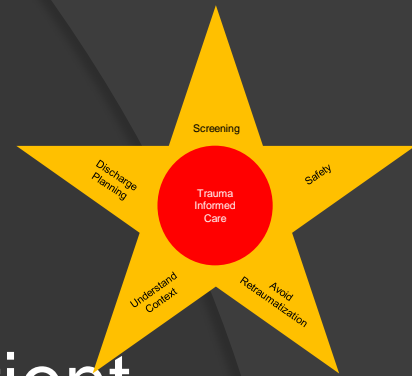 Screening
Safety
Avoid
Retraumatization
Understand
Context
Discharge
Planning
Trauma
Informed
Care